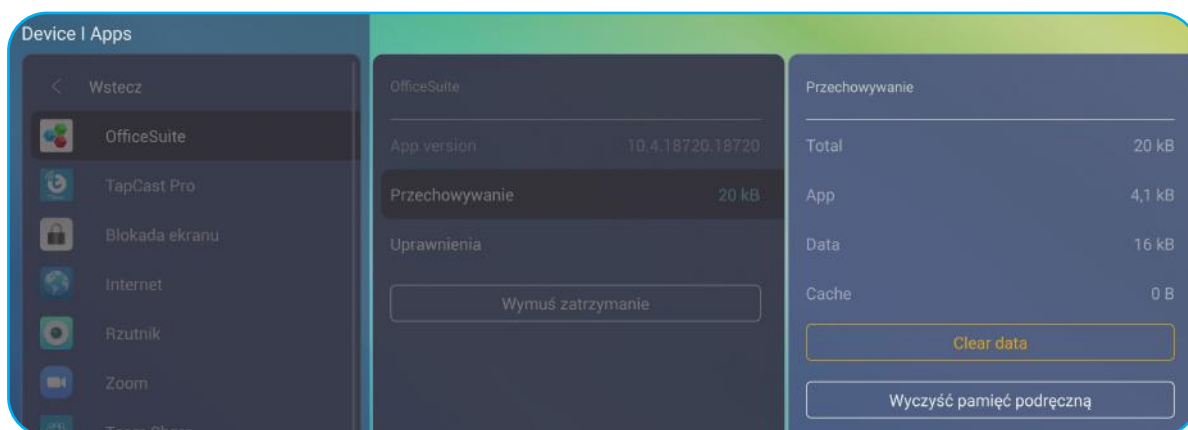 Device I Apps
Wstecz
OfficeSuite
TapCast Pro
Blokada ekranu
Internet
Rzutnik
Zoom
OfficeSuite
App version 10.4.18720.18720
Przechowywanie 20 kB
Uprawnienia
Wymuś zatrzymanie
Przechowywanie
Total 20 kB
App 4,1 kB
Data 16 kB
Cache 0 B
Clear data
Wyczyść pamięć podręczną